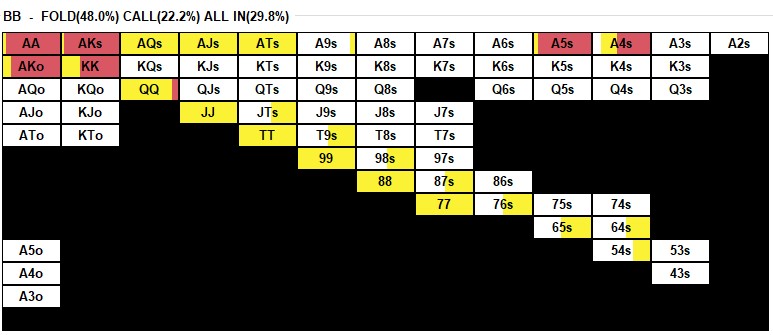 BB - FOLD(48.0%) CALL(22.2%) ALL IN(29.8%)
AA AKs AQs AJs ATs A9s A8s A7s A6s A5s A4s A3s A2s
AKo KK KQs KJs KTs K9s K8s K7s K6s K5s K4s K3s
AQo KQo QQ QJs QTs Q9s Q8s Q6s Q5s Q4s Q3s
AJo KJo JJ JTs J9s J8s J7s
ATo KTo TT T9s T8s T7s
99 98s 97s
88 87s 86s
77 76s 75s 74s
65s 64s
A5o 54s 53s
A4o 43s
A3o